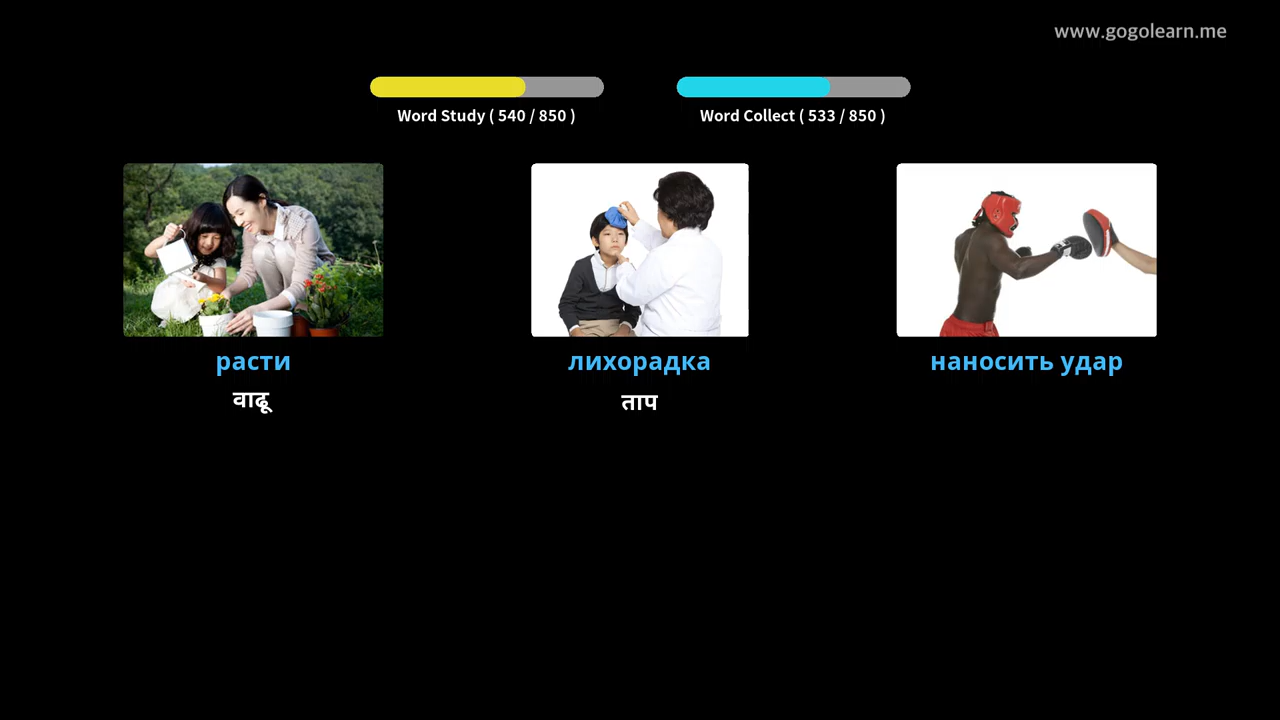 www.gogolearn.me
Word Study ( 540 / 850 )
Word Collect ( 533 / 850 )
расти
лихорадка
наносить удар
वाढू
ताप